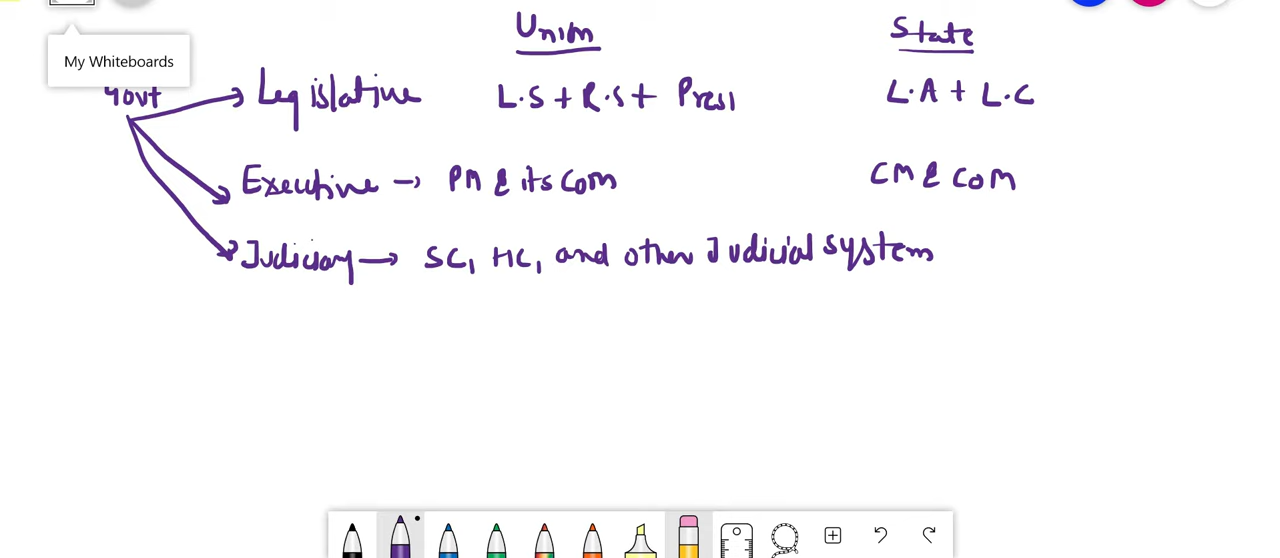 Union State
My Whiteboards
Govt Legislative L.S + R.S + Presi L.A + L.C
Executive → PM & its COM CM & COM
Judiciary → SC, HC, and other Judicial system